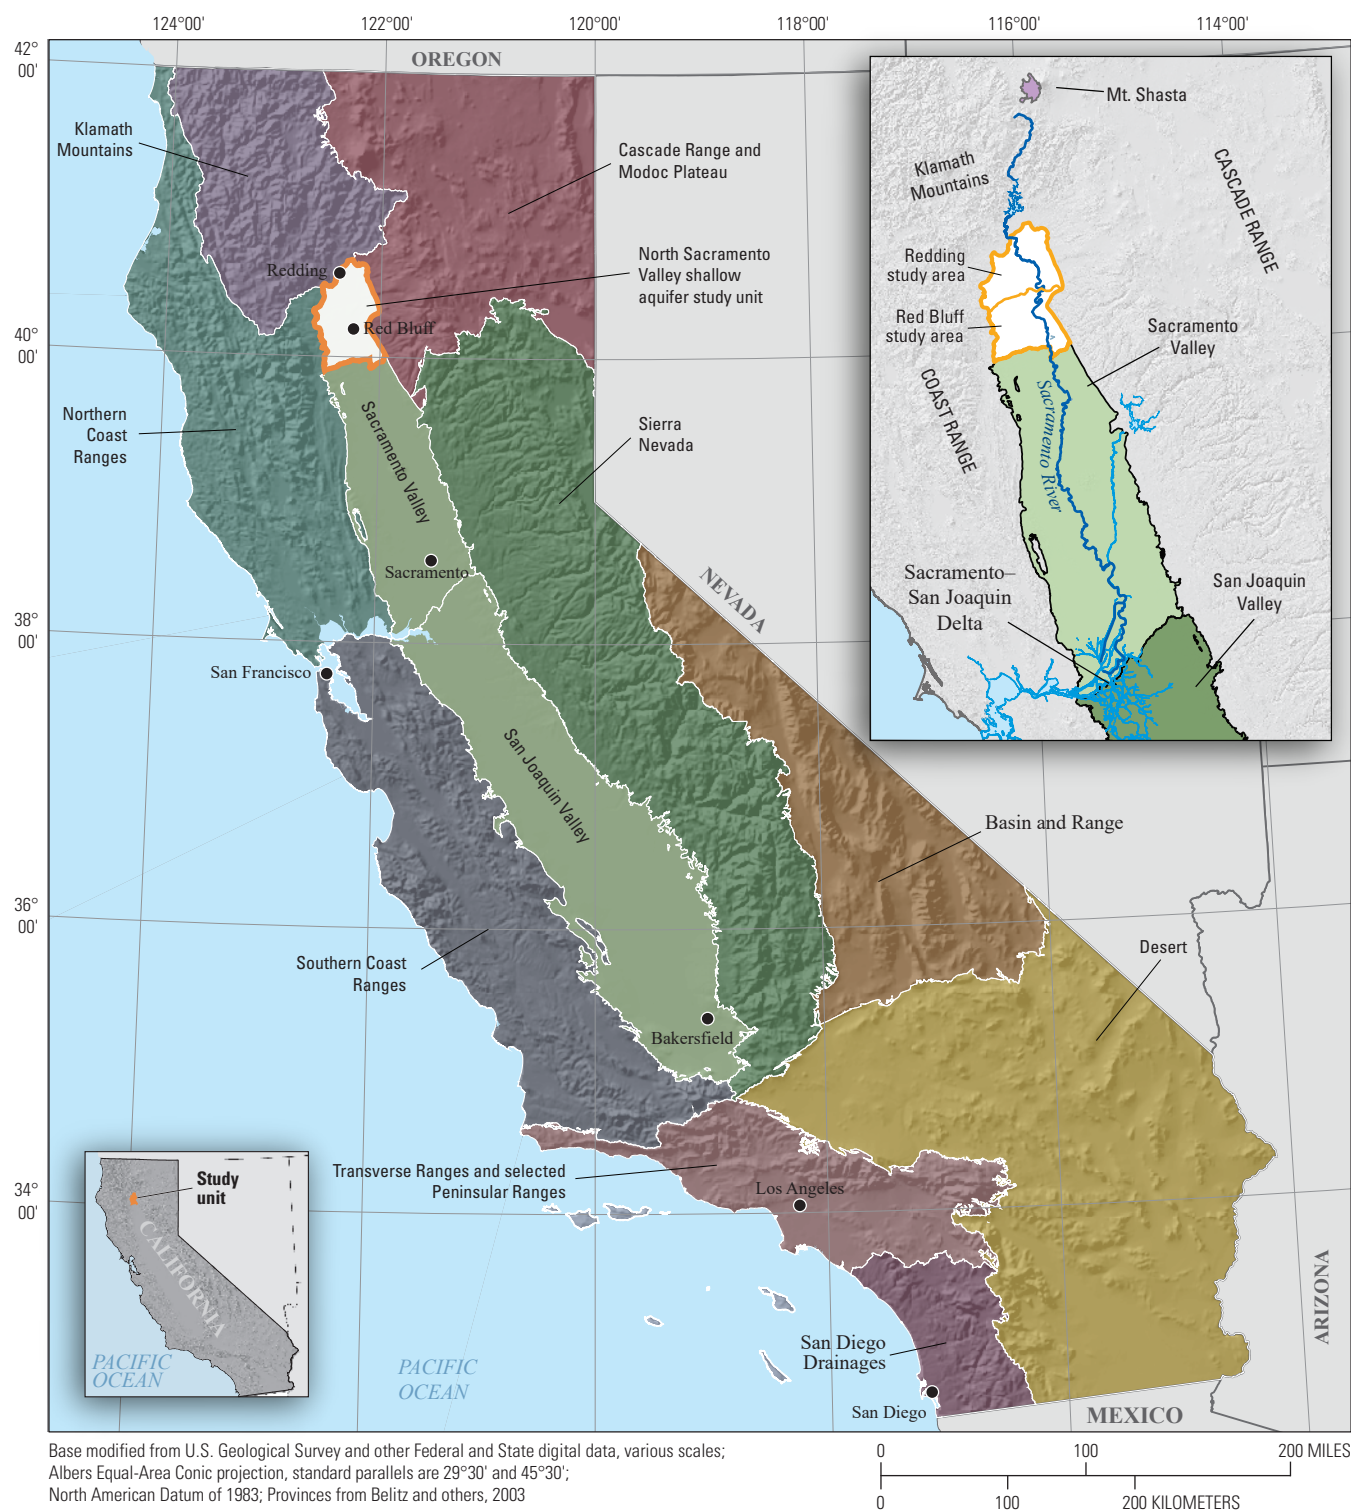 124°00'
122°00'
120°00'
118°00'
116°00'
114°00'
42°
00'
40°
00'
38°
00'
36°
00'
34°
00'
OREGON
Klamath
Mountains
Cascade Range and
Modoc Plateau
Redding
North Sacramento
Valley shallow
aquifer study unit
Red Bluff
Northern
Coast
Ranges
Sacramento Valley
Sierra
Nevada
Sacramento
NEVADA
San Francisco
San Joaquin Valley
Basin and Range
Southern Coast
Ranges
Desert
Bakersfield
Transverse Ranges and selected
Peninsular Ranges
Los Angeles
San Diego
Drainages
San Diego
MEXICO
ARIZONA
PACIFIC
OCEAN
Mt. Shasta
Klamath
Mountains
CASCADE RANGE
Redding
study area
Red Bluff
study area
Sacramento
Valley
COAST RANGE
Sacramento River
Sacramento–
San Joaquin
Delta
San Joaquin
Valley
Study
unit
CALIFORNIA
PACIFIC
OCEAN
Base modified from U.S. Geological Survey and other Federal and State digital data, various scales;
Albers Equal-Area Conic projection, standard parallels are 29°30' and 45°30';
North American Datum of 1983; Provinces from Belitz and others, 2003
0 100 200 MILES
0 100 200 KILOMETERS